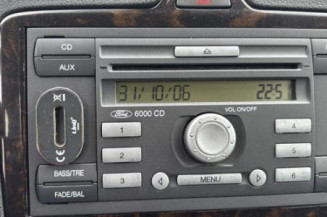 CD
AUX
31/10/06 22:51
Ford 6000 CD
VOL ON/OFF
1
4
2
5
3
MENU
6
BASS/TRE
FADE/BAL